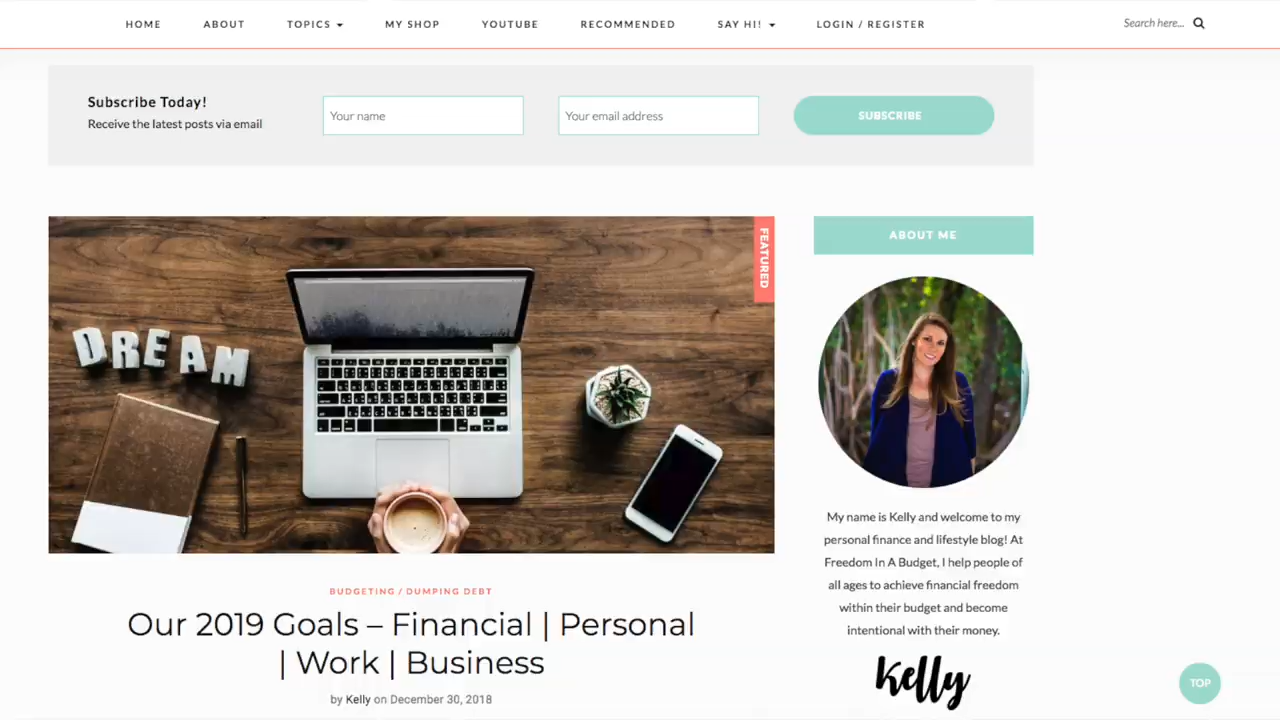 HOME ABOUT TOPICS MY SHOP YOUTUBE RECOMMENDED SAY HI! LOGIN / REGISTER Search here...
Subscribe Today!
Receive the latest posts via email
Your name
Your email address
SUBSCRIBE
FEATURED
DREAM
BUDGETING / DUMPING DEBT
Our 2019 Goals – Financial | Personal
| Work | Business
by Kelly on December 30, 2018
ABOUT ME
My name is Kelly and welcome to my
personal finance and lifestyle blog! At
Freedom In A Budget, I help people of
all ages to achieve financial freedom
within their budget and become
intentional with their money.
Kelly
TOP